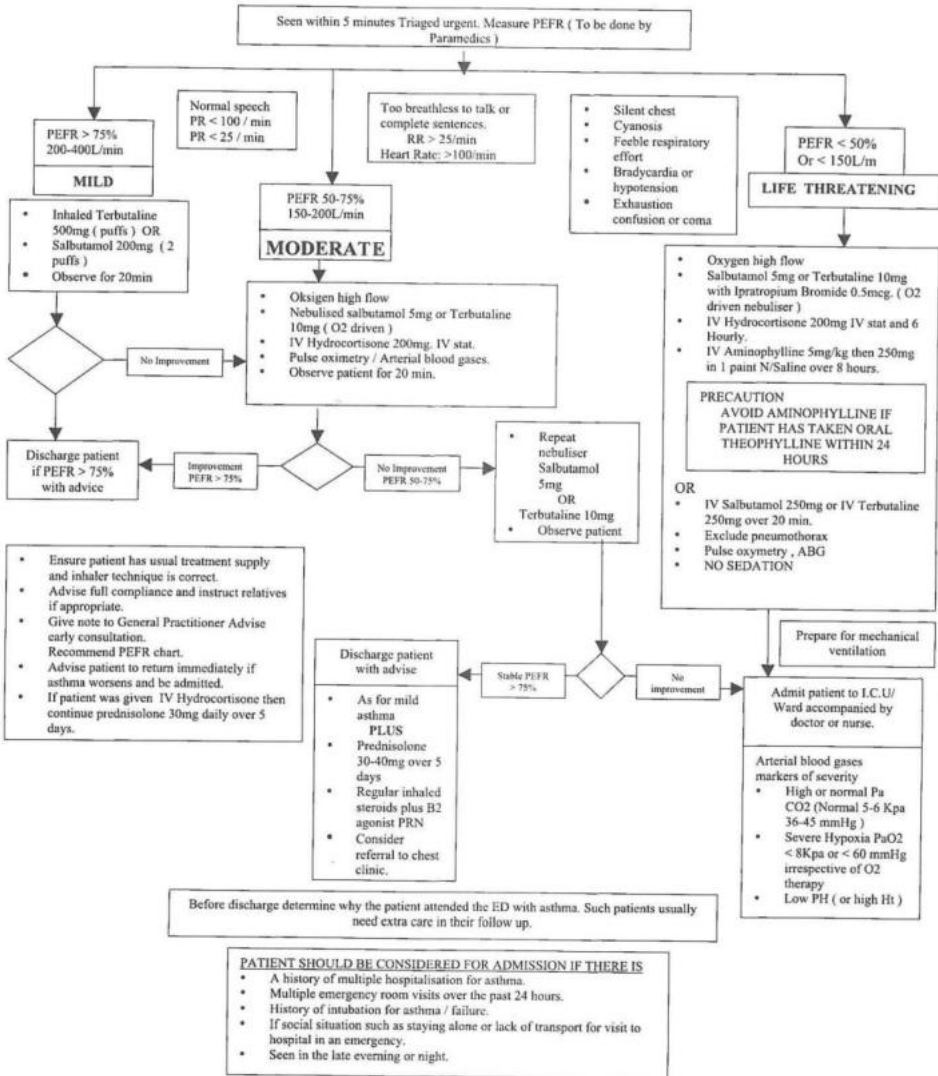 Seen within 5 minutes Triaged urgent. Measure PEFR ( To be done by
Paramedics )
PEFR > 75%
200-400L/min
MILD
Normal speech
PR < 100 / min
PR < 25 / min
Too breathless to talk or
complete sentences.
RR > 25/min
Heart Rate: >100/min
PEFR 50-75%
150-200L/min
MODERATE
• Silent chest
• Cyanosis
• Feeble respiratory
effort
• Bradycardia or
hypotension
• Exhaustion
confusion or coma
PEFR < 50%
Or < 150L/m
LIFE THREATENING
• Inhaled Terbutaline
500mg ( puffs ) OR
• Salbutamol 200mg ( 2
puffs )
• Observe for 20min
No Improvement
• Oksigen high flow
• Nebulised salbutamol 5mg or Terbutaline
10mg ( O2 driven )
• IV Hydrocortisone 200mg. IV stat.
• Pulse oximetry / Arterial blood gases.
• Observe patient for 20 min.
• Oxygen high flow
• Salbutamol 5mg or Terbutaline 10mg
with Ipratropium Bromide 0.5mcg. ( O2
driven nebuliser )
• IV Hydrocortisone 200mg IV stat and 6
Hourly.
• IV Aminophylline 5mg/kg then 250mg
in 1 paint N/Saline over 8 hours.
PRECAUTION
AVOID AMINOPHYLLINE IF
PATIENT HAS TAKEN ORAL
THEOPHYLLINE WITHIN 24
HOURS
OR
• IV Salbutamol 250mg or IV Terbutaline
250mg over 20 min.
• Exclude pneumothorax
• Pulse oxymetry , ABG
• NO SEDATION
Discharge patient
if PEFR > 75%
with advice
Improvement
PEFR > 75%
No Improvement
PEFR 50-75%
• Repeat
nebuliser
Salbutamol
5mg
OR
Terbutaline 10mg
• Observe patient
• Ensure patient has usual treatment supply
and inhaler technique is correct.
• Advise full compliance and instruct relatives
if appropriate.
• Give note to General Practitioner Advise
early consultation.
Recommend PEFR chart.
• Advise patient to return immediately if
asthma worsens and be admitted.
• If patient was given IV Hydrocortisone then
continue prednisolone 30mg daily over 5
days.
Discharge patient
with advise
• As for mild
asthma
PLUS
• Prednisolone
30-40mg over 5
days
• Regular inhaled
steroids plus B2
agonist PRN
• Consider
referral to chest
clinic.
Stable PEFR
> 75%
No
improvement
Prepare for mechanical
ventilation
Admit patient to I.C.U/
Ward accompanied by
doctor or nurse.
Arterial blood gases
markers of severity
• High or normal Pa
CO2 (Normal 5-6 Kpa
36-45 mmHg )
• Severe Hypoxia PaO2
< 8Kpa or < 60 mmHg
irrespective of O2
therapy
• Low PH ( or high Ht )
Before discharge determine why the patient attended the ED with asthma. Such patients usually
need extra care in their follow up.
PATIENT SHOULD BE CONSIDERED FOR ADMISSION IF THERE IS
• A history of multiple hospitalisation for asthma.
• Multiple emergency room visits over the past 24 hours.
• History of intubation for asthma / failure.
• If social situation such as staying alone or lack of transport for visit to
hospital in an emergency.
• Seen in the late everning or night.